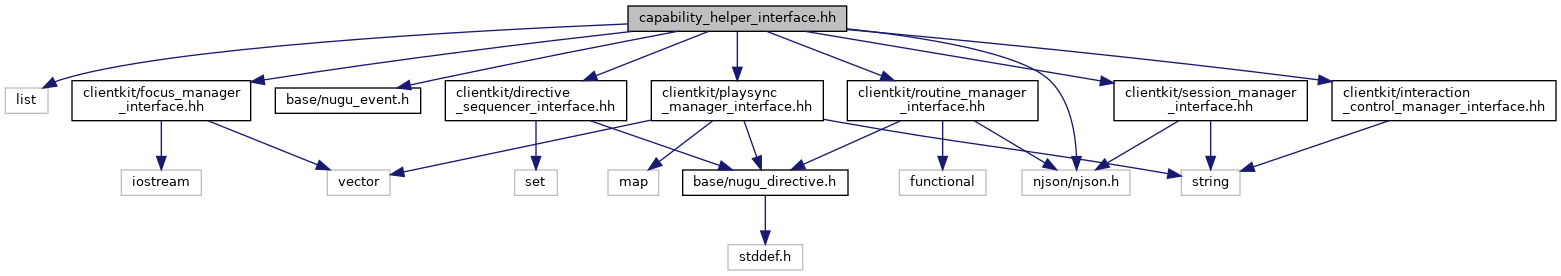 capability_helper_interface.hh
list
clientkit/focus_manager
_interface.hh
base/nugu_event.h
clientkit/directive
_sequencer_interface.hh
clientkit/playsync
_manager_interface.hh
clientkit/routine_manager
_interface.hh
clientkit/session_manager
_interface.hh
clientkit/interaction
_control_manager_interface.hh
iostream
vector
set
map
base/nugu_directive.h
functional
njson/njson.h
string
stddef.h